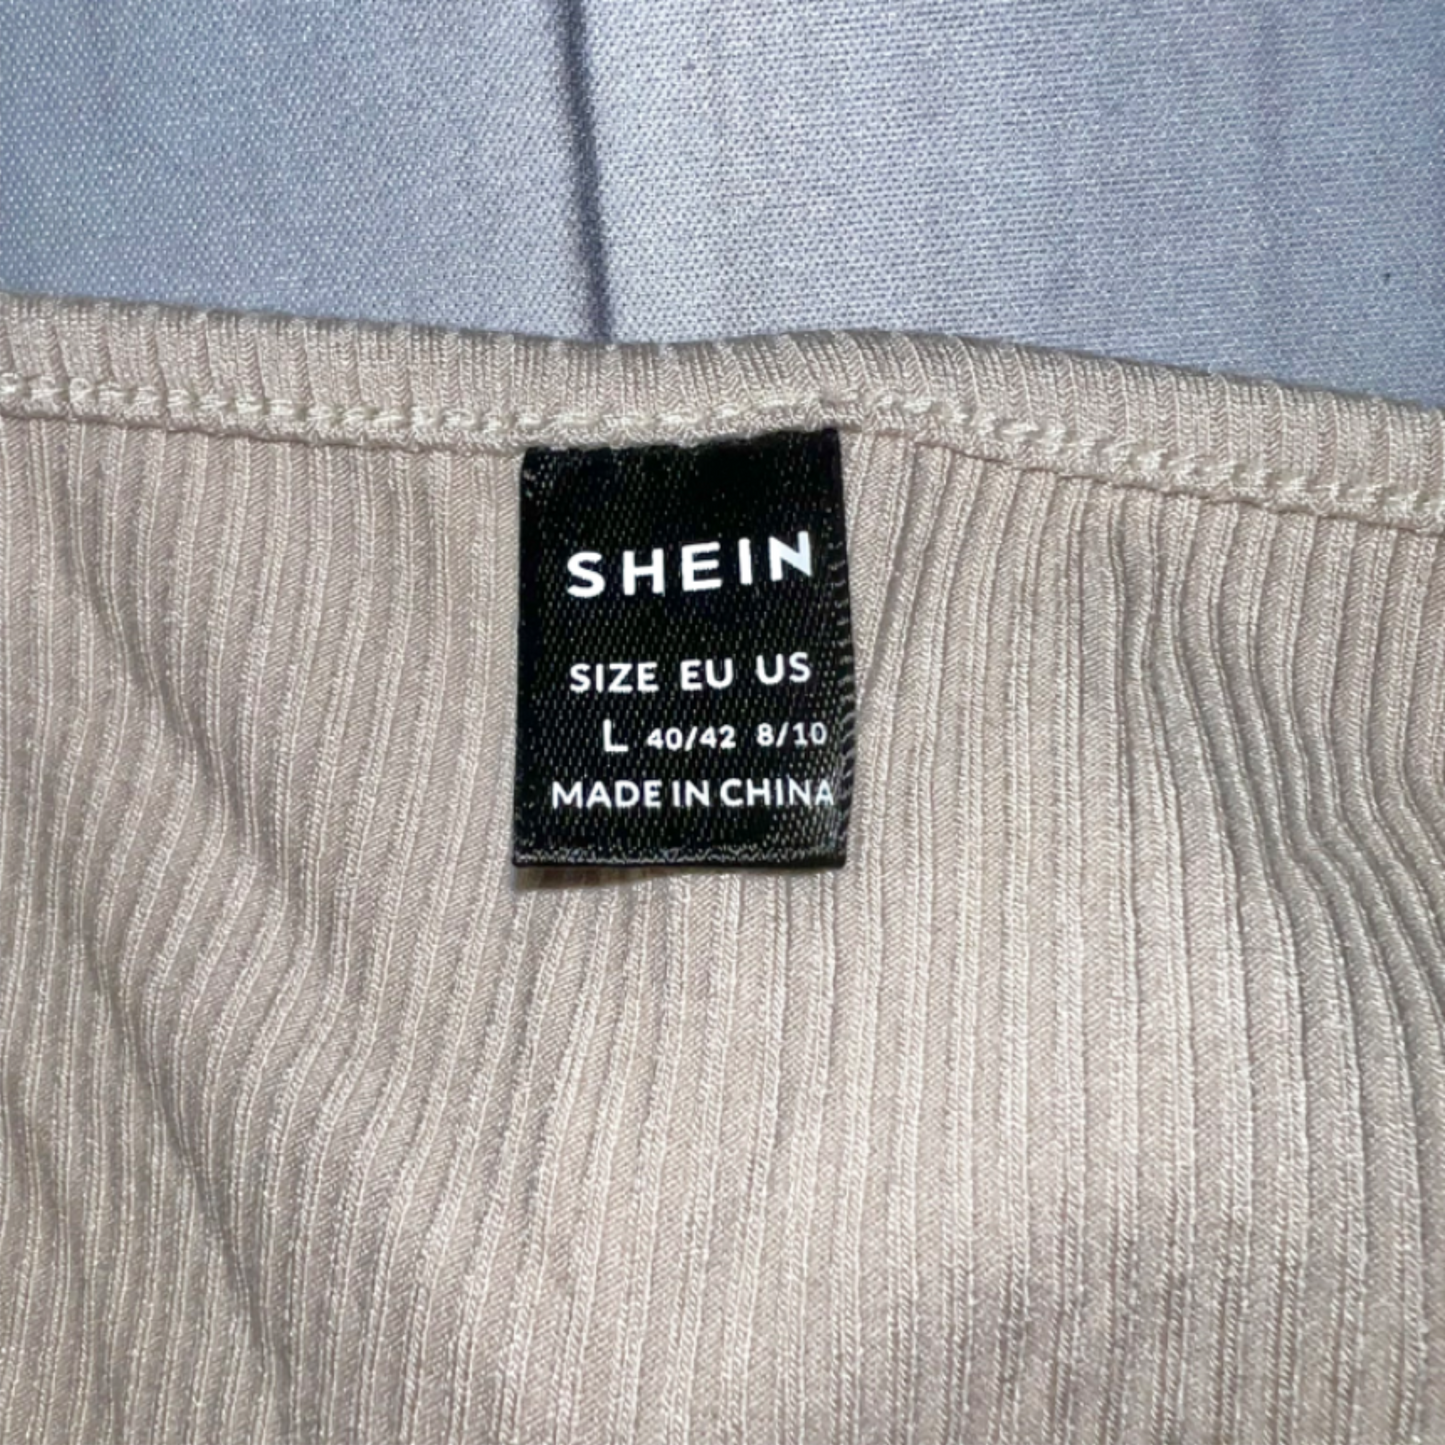 SHEIN
SIZE EU US
L 40/42 8/10
MADE IN CHINA